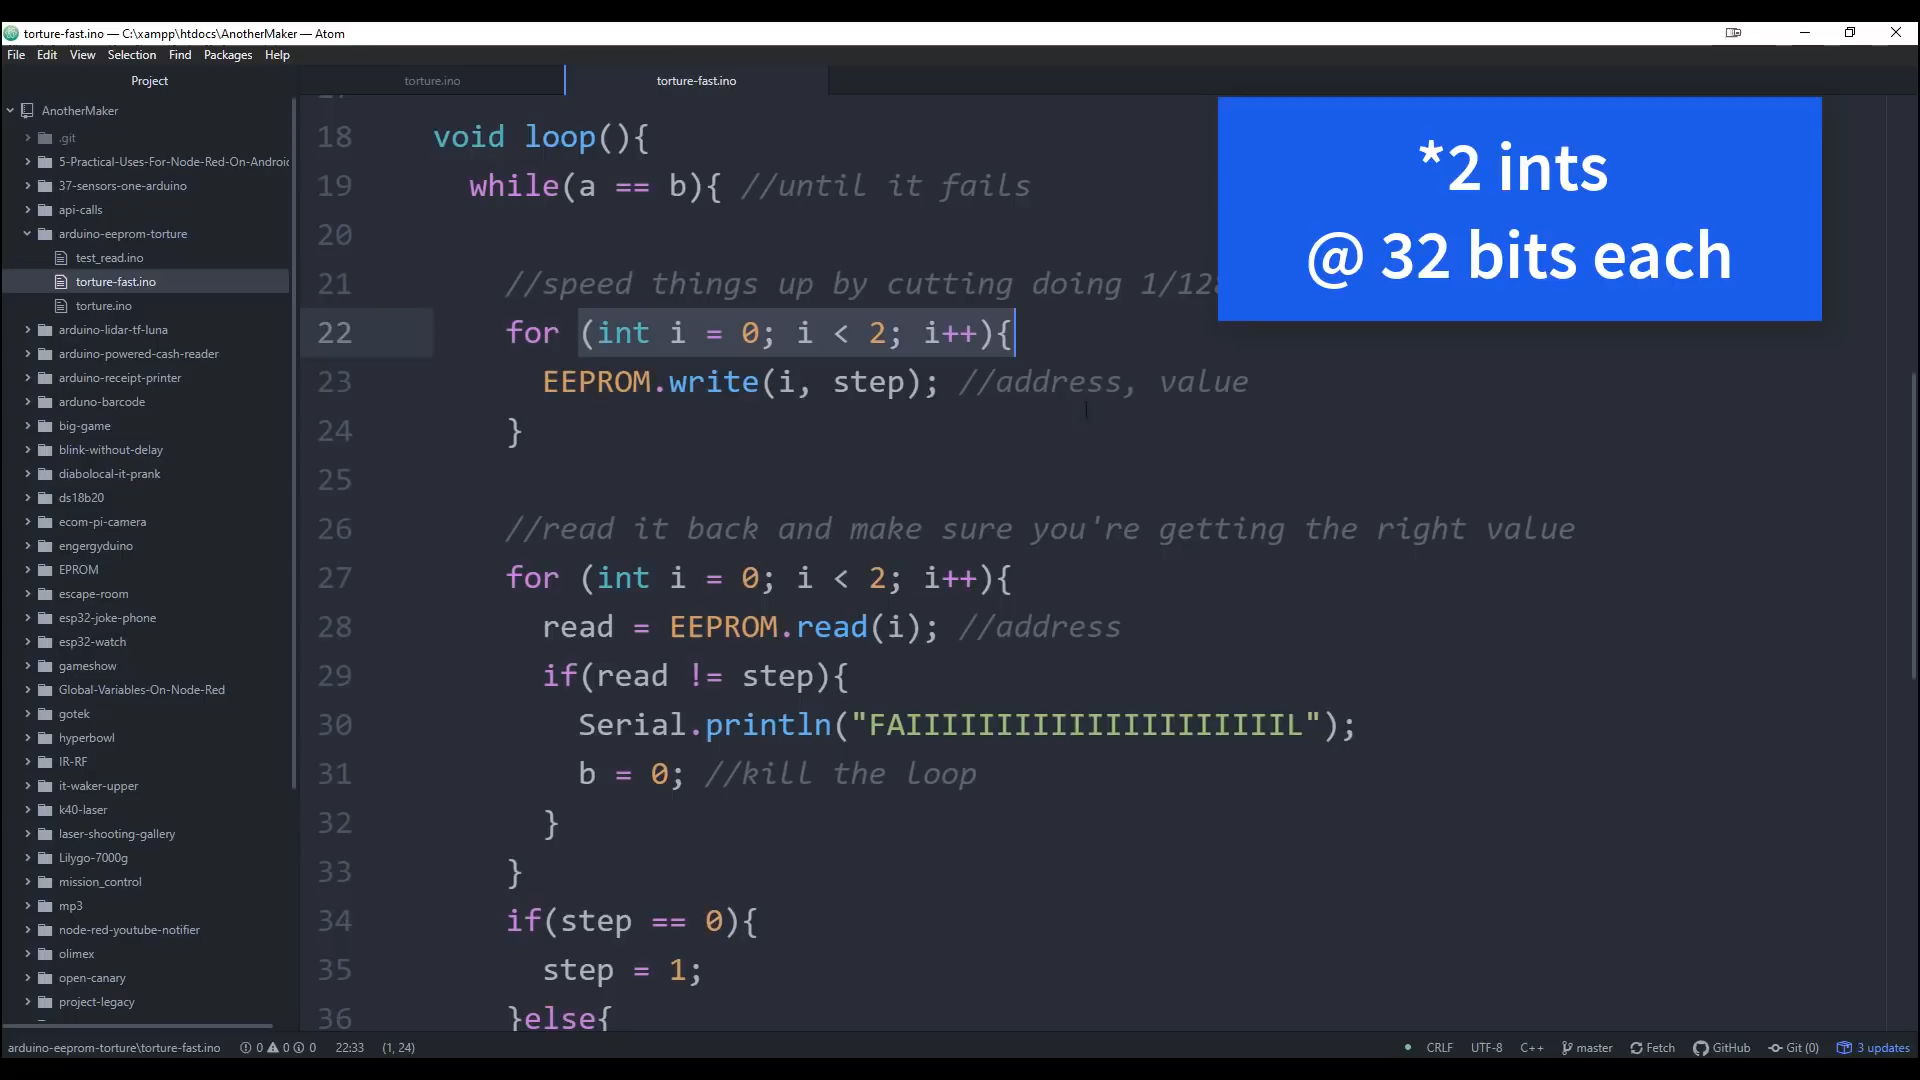 torture-fast.ino — C:\xampp\htdocs\AnotherMaker — Atom
File Edit View Selection Find Packages Help
Project
torture.ino
torture-fast.ino
AnotherMaker
.git
5-Practical-Uses-For-Node-Red-On-Androi
37-sensors-one-arduino
api-calls
arduino-eeprom-torture
test_read.ino
torture-fast.ino
torture.ino
arduino-lidar-tf-luna
arduino-powered-cash-reader
arduino-receipt-printer
arduno-barcode
big-game
blink-without-delay
diabolocal-it-prank
ds18b20
ecom-pi-camera
engergyduino
EPROM
escape-room
esp32-joke-phone
esp32-watch
gameshow
Global-Variables-On-Node-Red
gotek
hyperbowl
IR-RF
it-waker-upper
k40-laser
laser-shooting-gallery
Lilygo-7000g
mission_control
mp3
node-red-youtube-notifier
olimex
open-canary
project-legacy
18 void loop(){
19 while(a == b){ //until it fails
20
21 //speed things up by cutting doing 1/128
22 for (int i = 0; i < 2; i++){
23 EEPROM.write(i, step); //address, value
24 }
25
26 //read it back and make sure you're getting the right value
27 for (int i = 0; i < 2; i++){
28 read = EEPROM.read(i); //address
29 if(read != step){
30 Serial.println("FAIIIIIIIIIIIIIIIIIIIIIIL");
31 b = 0; //kill the loop
32 }
33 }
34 if(step == 0){
35 step = 1;
36 }else{
*2 ints
@ 32 bits each
arduino-eeprom-torture\torture-fast.ino 0 0 0 22:33 (1, 24) CRLF UTF-8 C++ master Fetch GitHub Git (0) 3 updates